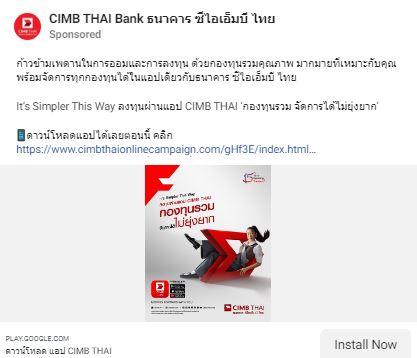 CIMB THAI Bank ธนาคาร ซีไอเอ็มบี ไทย
Sponsored
ก้าวข้ามเพดานในการออมและการลงทุน ด้วยกองทุนรวมคุณภาพ มากมายที่เหมาะกับคุณ
พร้อมจัดการทุกกองทุนได้ในแอปเดียวกับธนาคาร ซีไอเอ็มบี ไทย
It's Simpler This Way ลงทุนผ่านแอป CIMB THAI 'กองทุนรวม จัดการได้ไม่ยุ่งยาก'
ดาวน์โหลดแอปได้เลยตอนนี้ คลิก
https://www.cimbthaionlinecampaign.com/gHf3E/index.html...
It's Simpler This Way
ลงทุนผ่านแอป CIMB THAI
กองทุนรวม
จัดการได้
ไม่ยุ่งยาก
CIMB THAI
PLAY.GOOGLE.COM
ดาวน์โหลด แอป CIMB THAI
Install Now